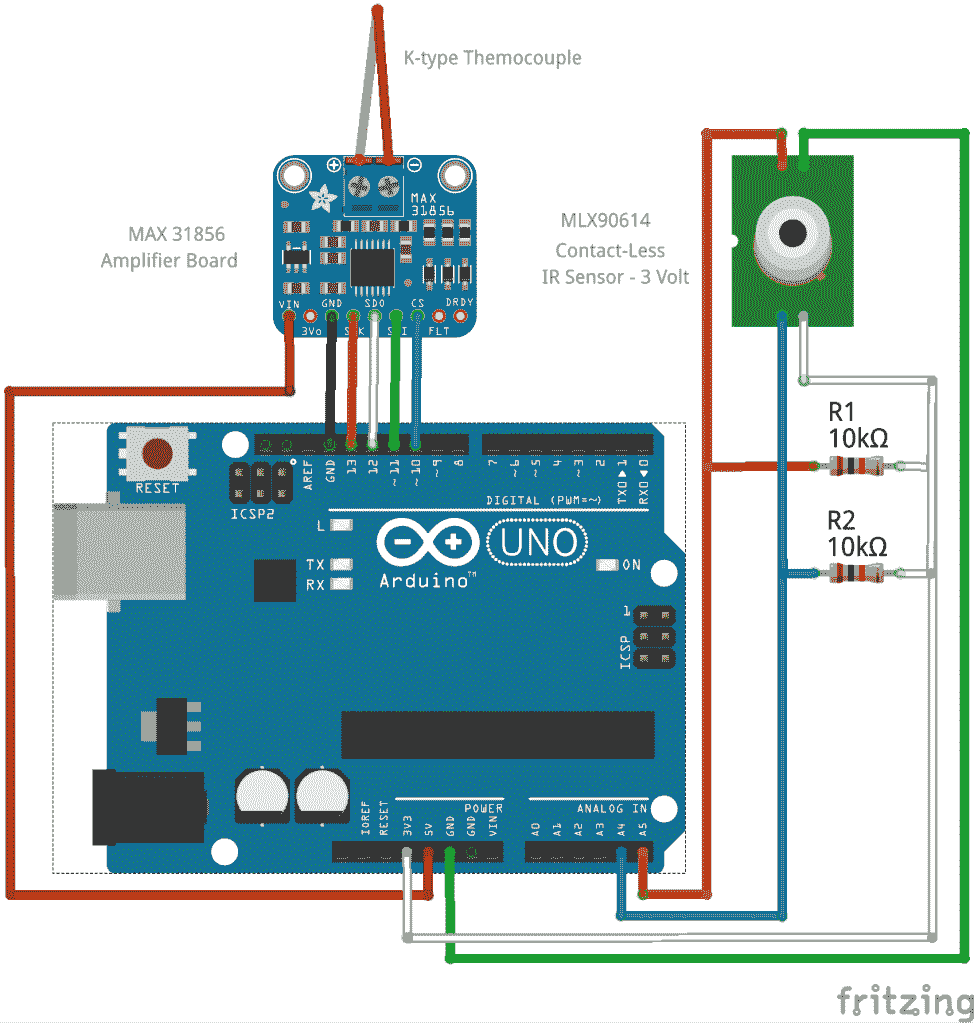 K-type Themocouple
MAX
31856
MLX90614
Contact-Less
IR Sensor - 3 Volt
MAX 31856
Amplifier Board
VIN GND SDO CS DRDY
3Vo SCK SDI FLT
R1
10kΩ
R2
10kΩ
RESET
ICSP2
AREF
GND
13
12
~11
~10
~9
8
7
~6
~5
4
~3
2
TX0▶1
RX0◀0
DIGITAL (PWM=~)
L
TX
RX
UNO
Arduino™
ON
1
ICSP
POWER
ANALOG IN
IOREF
RESET
3V3
5V
GND
GND
VIN
A0
A1
A2
A3
A4
A5
fritzing